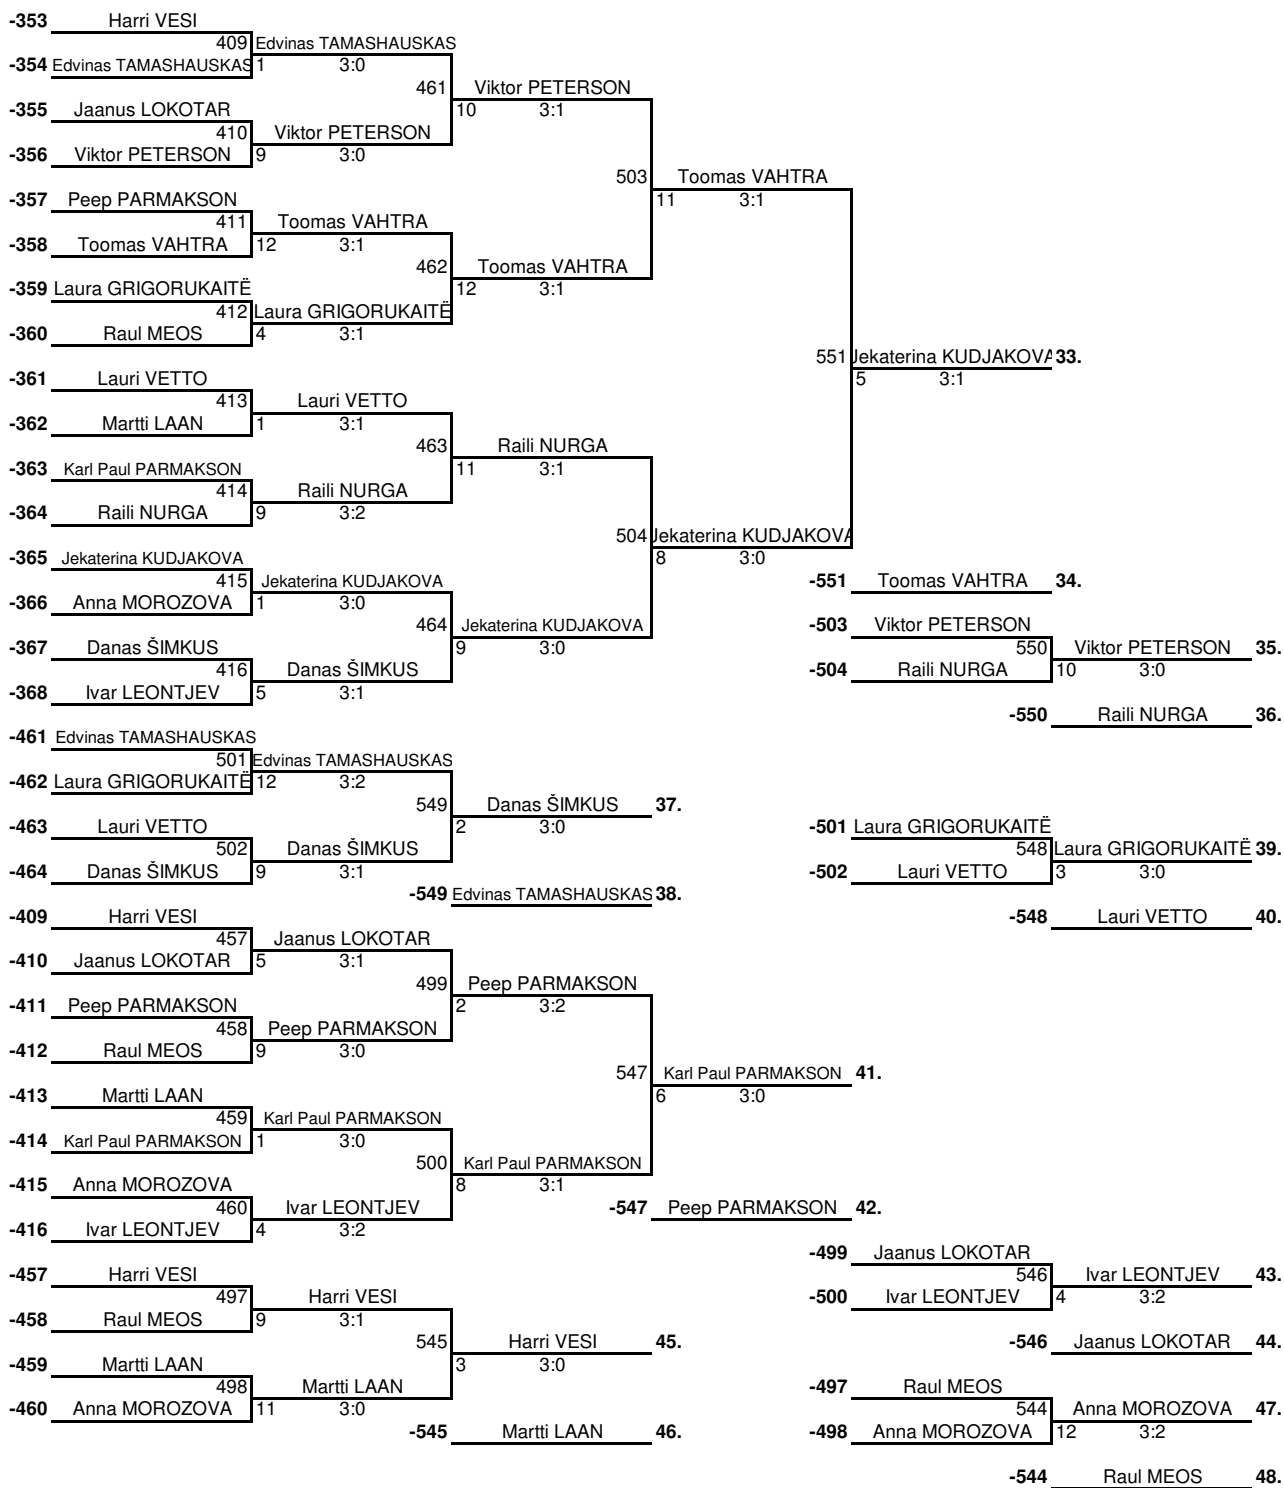 -353 Harri VESI
409 Edvinas TAMASHAUSKAS
-354 Edvinas TAMASHAUSKAS 1 3:0
461 Viktor PETERSON
-355 Jaanus LOKOTAR 10 3:1
410 Viktor PETERSON
-356 Viktor PETERSON 9 3:0
503 Toomas VAHTRA
-357 Peep PARMAKSON 11 3:1
411 Toomas VAHTRA
-358 Toomas VAHTRA 12 3:1
462 Toomas VAHTRA
-359 Laura GRIGORUKAITË 12 3:1
412 Laura GRIGORUKAITË
-360 Raul MEOS 4 3:1
551 Jekaterina KUDJAKOVA 33.
-361 Lauri VETTO 5 3:1
413 Lauri VETTO
-362 Martti LAAN 1 3:1
463 Raili NURGA
-363 Karl Paul PARMAKSON 11 3:1
414 Raili NURGA
-364 Raili NURGA 9 3:2
504 Jekaterina KUDJAKOVA
-365 Jekaterina KUDJAKOVA 8 3:0
415 Jekaterina KUDJAKOVA -551 Toomas VAHTRA 34.
-366 Anna MOROZOVA 1 3:0
464 Jekaterina KUDJAKOVA -503 Viktor PETERSON
-367 Danas ŠIMKUS 9 3:0 550 Viktor PETERSON 35.
416 Danas ŠIMKUS -504 Raili NURGA 10 3:0
-368 Ivar LEONTJEV 5 3:1
-550 Raili NURGA 36.
-461 Edvinas TAMASHAUSKAS
501 Edvinas TAMASHAUSKAS
-462 Laura GRIGORUKAITË 12 3:2
549 Danas ŠIMKUS 37.
-463 Lauri VETTO 2 3:0 -501 Laura GRIGORUKAITË
502 Danas ŠIMKUS 548 Laura GRIGORUKAITË 39.
-464 Danas ŠIMKUS 9 3:1 -502 Lauri VETTO 3 3:0
-549 Edvinas TAMASHAUSKAS 38.
-409 Harri VESI -548 Lauri VETTO 40.
457 Jaanus LOKOTAR
-410 Jaanus LOKOTAR 5 3:1
499 Peep PARMAKSON
-411 Peep PARMAKSON 2 3:2
458 Peep PARMAKSON
-412 Raul MEOS 9 3:0
547 Karl Paul PARMAKSON 41.
-413 Martti LAAN 6 3:0
459 Karl Paul PARMAKSON
-414 Karl Paul PARMAKSON 1 3:0
500 Karl Paul PARMAKSON
-415 Anna MOROZOVA 8 3:1
460 Ivar LEONTJEV -547 Peep PARMAKSON 42.
-416 Ivar LEONTJEV 4 3:2
-499 Jaanus LOKOTAR
-457 Harri VESI 546 Ivar LEONTJEV 43.
497 Harri VESI -500 Ivar LEONTJEV 4 3:2
-458 Raul MEOS 9 3:1
545 Harri VESI 45. -546 Jaanus LOKOTAR 44.
-459 Martti LAAN 3 3:0
498 Martti LAAN -497 Raul MEOS
-460 Anna MOROZOVA 11 3:0 544 Anna MOROZOVA 47.
-545 Martti LAAN 46. -498 Anna MOROZOVA 12 3:2
-544 Raul MEOS 48.